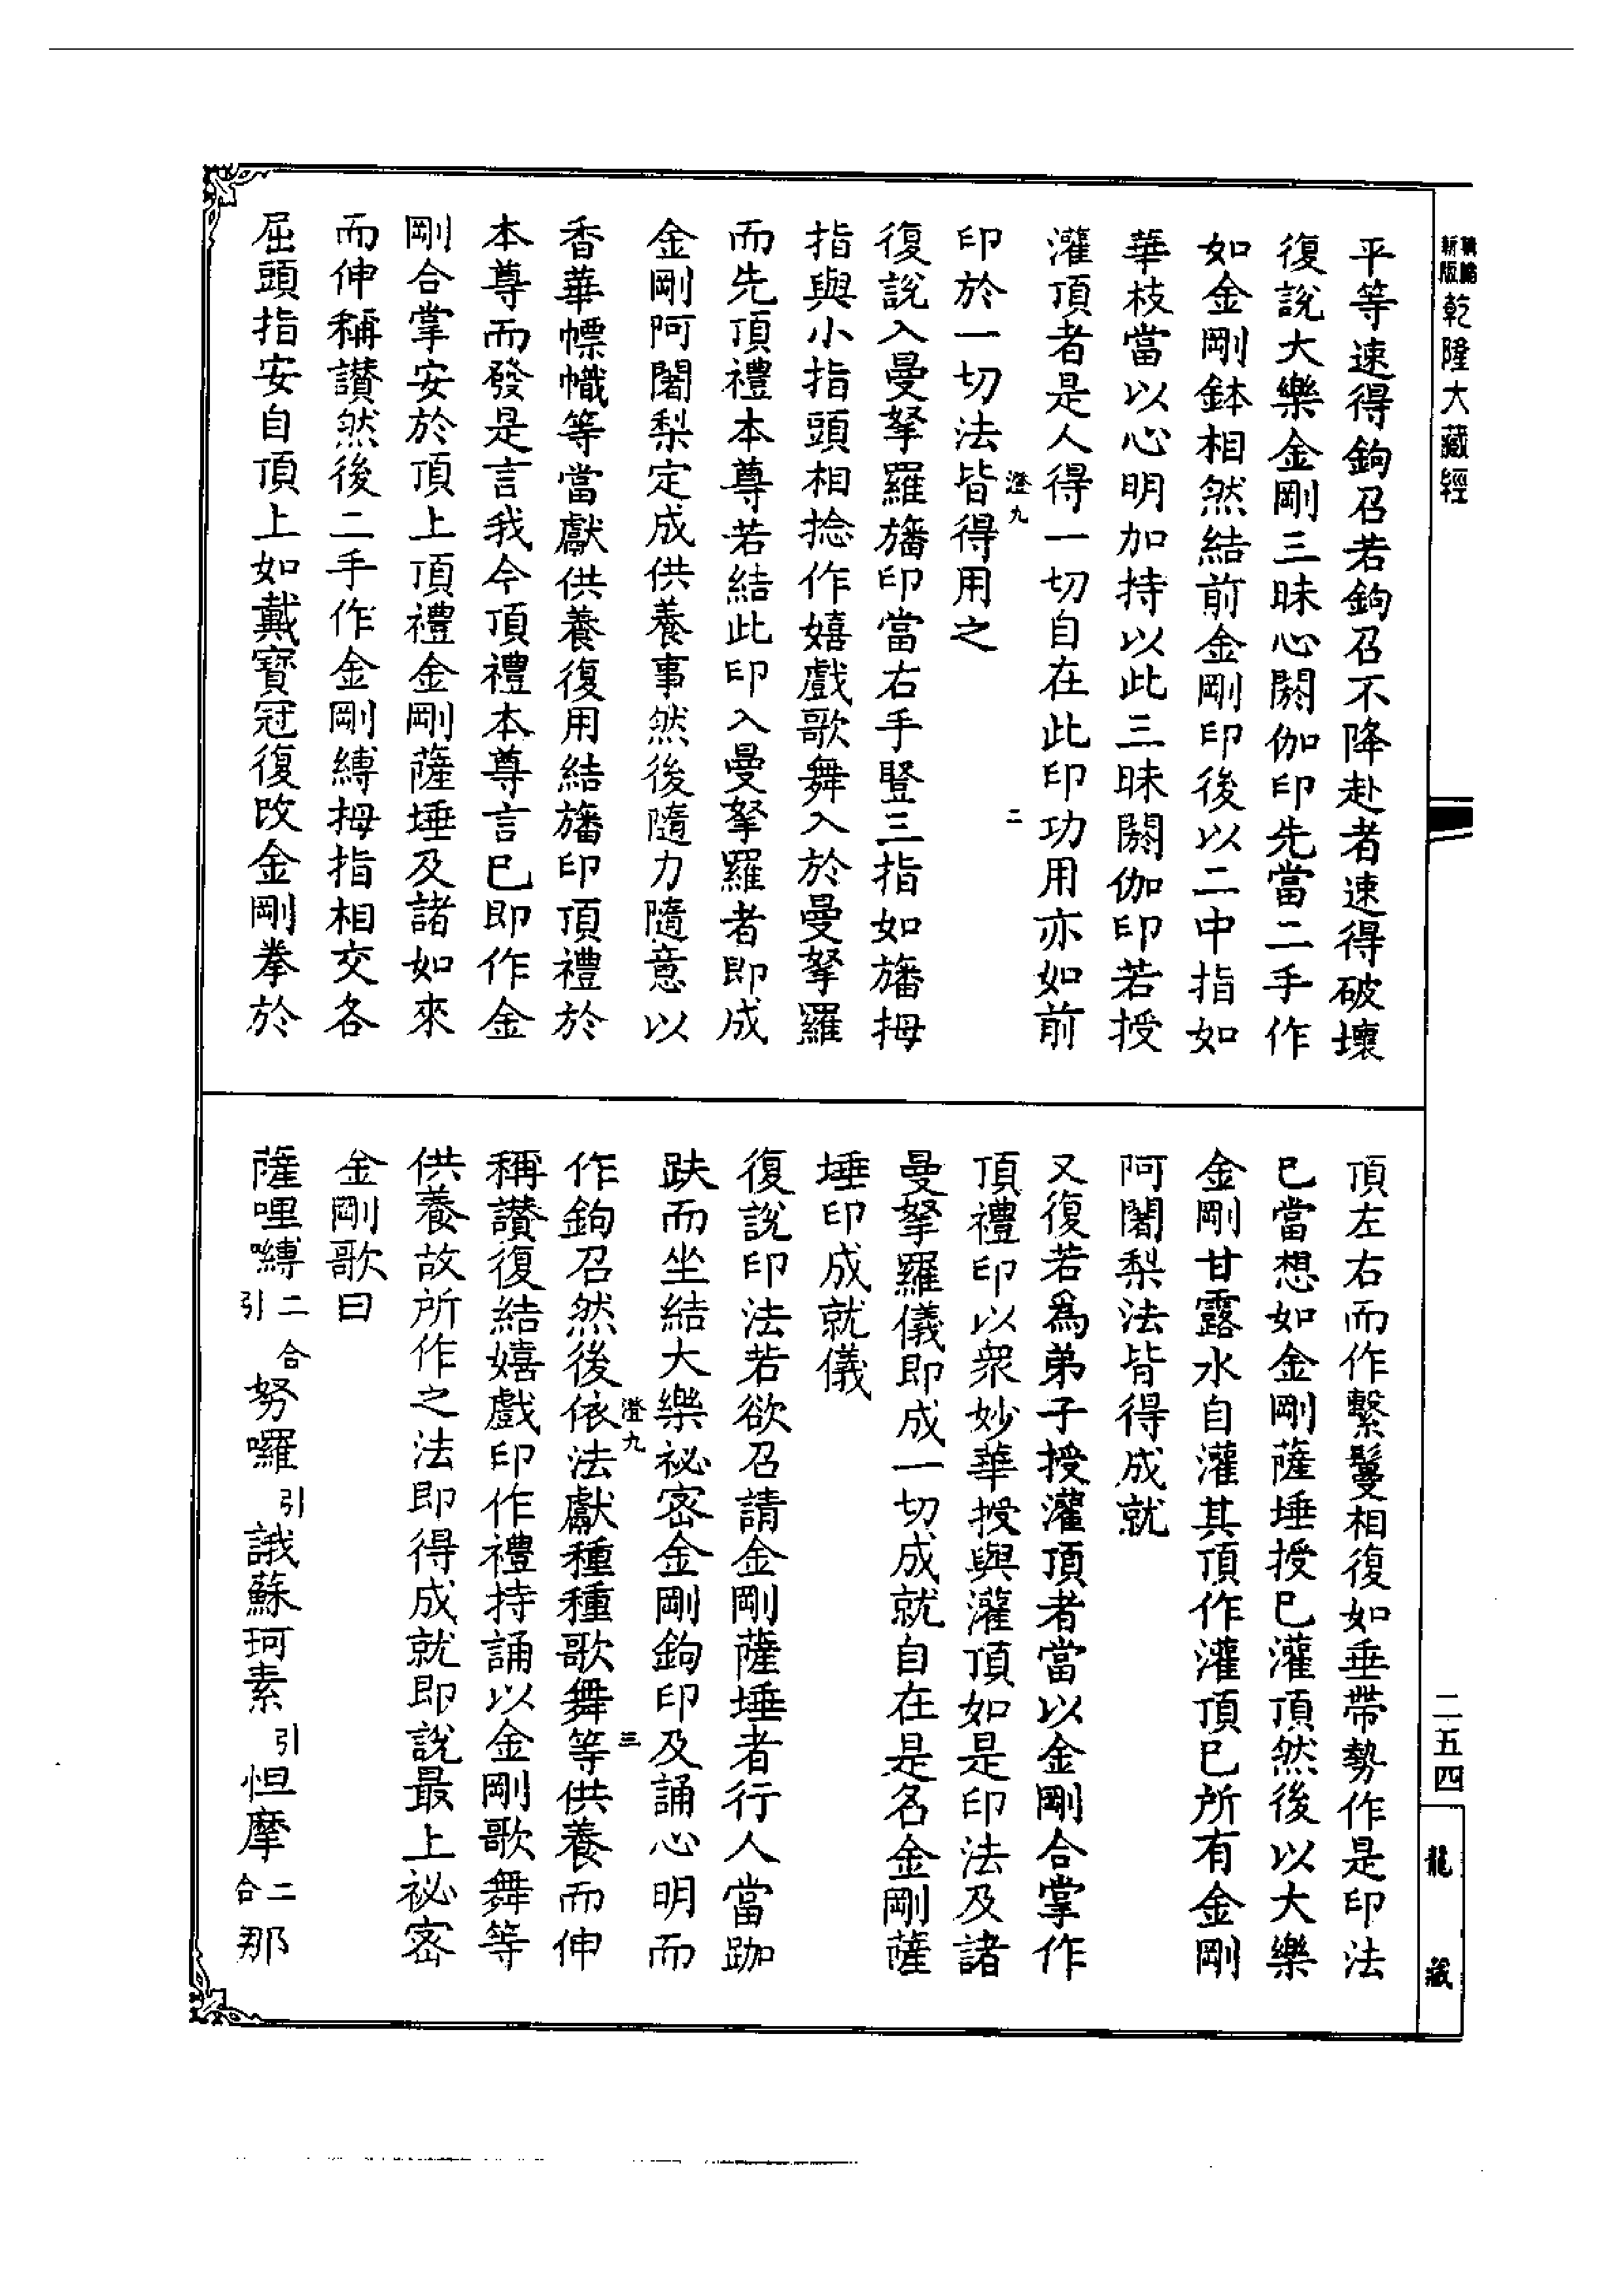 新版乾隆大藏經
平等速得鉤召若鉤召不降赴者速得破壞
復說大樂金剛三昧心閼伽印先當二手作
如金剛鉢相然結前金剛印後以二中指如
華枝當以心明加持以此三昧閼伽印若授
灌頂者是人得一切自在此印功用亦如前
澄九 二
印於一切法皆得用之
復說入曼拏羅旛印當右手豎三指如旛拇
指與小指頭相捻作嬉戲歌舞入於曼拏羅
而先頂禮本尊若結此印入曼拏羅者即成
金剛阿闍梨定成供養事然後隨力隨意以
香華幖幟等當獻供養復用結旛印頂禮於
本尊而發是言我今頂禮本尊言已即作金
剛合掌安於頂上頂禮金剛薩埵及諸如來
而伸稱讚然後二手作金剛縛拇指相交各
屈頭指安自頂上如戴寶冠復改金剛拳於
頂左右而作繫鬘相復如垂帶勢作是印法
已當想如金剛薩埵授已灌頂然後以大樂
金剛甘露水自灌其頂作灌頂已所有金剛
阿闍梨法皆得成就
又復若為弟子授灌頂者當以金剛合掌作
頂禮印以眾妙華授與灌頂如是印法及諸
曼拏羅儀即成一切成就自在是名金剛薩
埵印成就儀
復說印法若欲召請金剛薩埵者行人當跏
趺而坐結大樂祕密金剛鉤印及誦心明而
澄九 三
作鉤召然後依法獻種種歌舞等供養而伸
稱讚復結嬉戲印作禮持誦以金剛歌舞等
供養故所作之法即得成就即說最上祕密
金剛歌曰
薩哩嚩二合引努囉引誐蘇珂素引怛摩二合那
二五四
龍藏